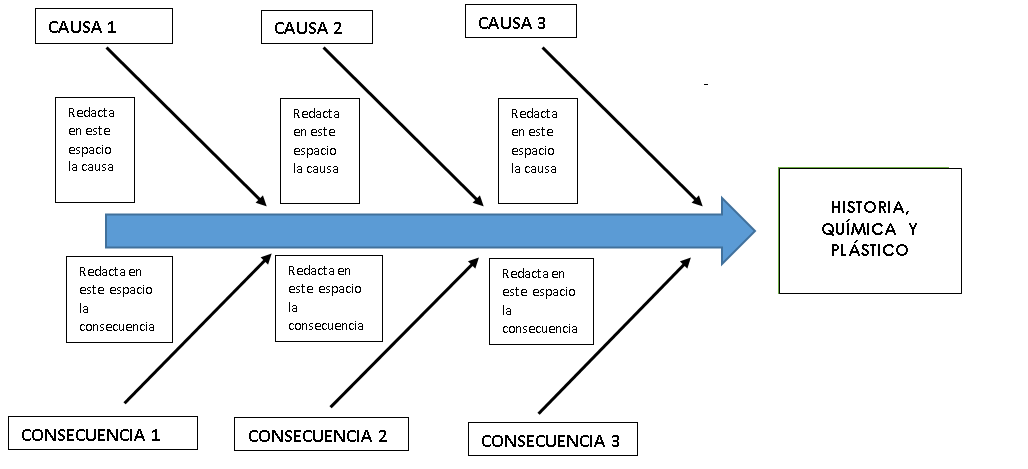 CAUSA 1
CAUSA 2
CAUSA 3
Redacta
en este
espacio
la causa
Redacta
en este
espacio
la causa
Redacta
en este
espacio
la causa
HISTORIA,
QUÍMICA Y
PLÁSTICO
Redacta en
este espacio
la
consecuencia
Redacta en
este espacio
la
consecuencia
Redacta en
este espacio
la
consecuencia
CONSECUENCIA 1
CONSECUENCIA 2
CONSECUENCIA 3